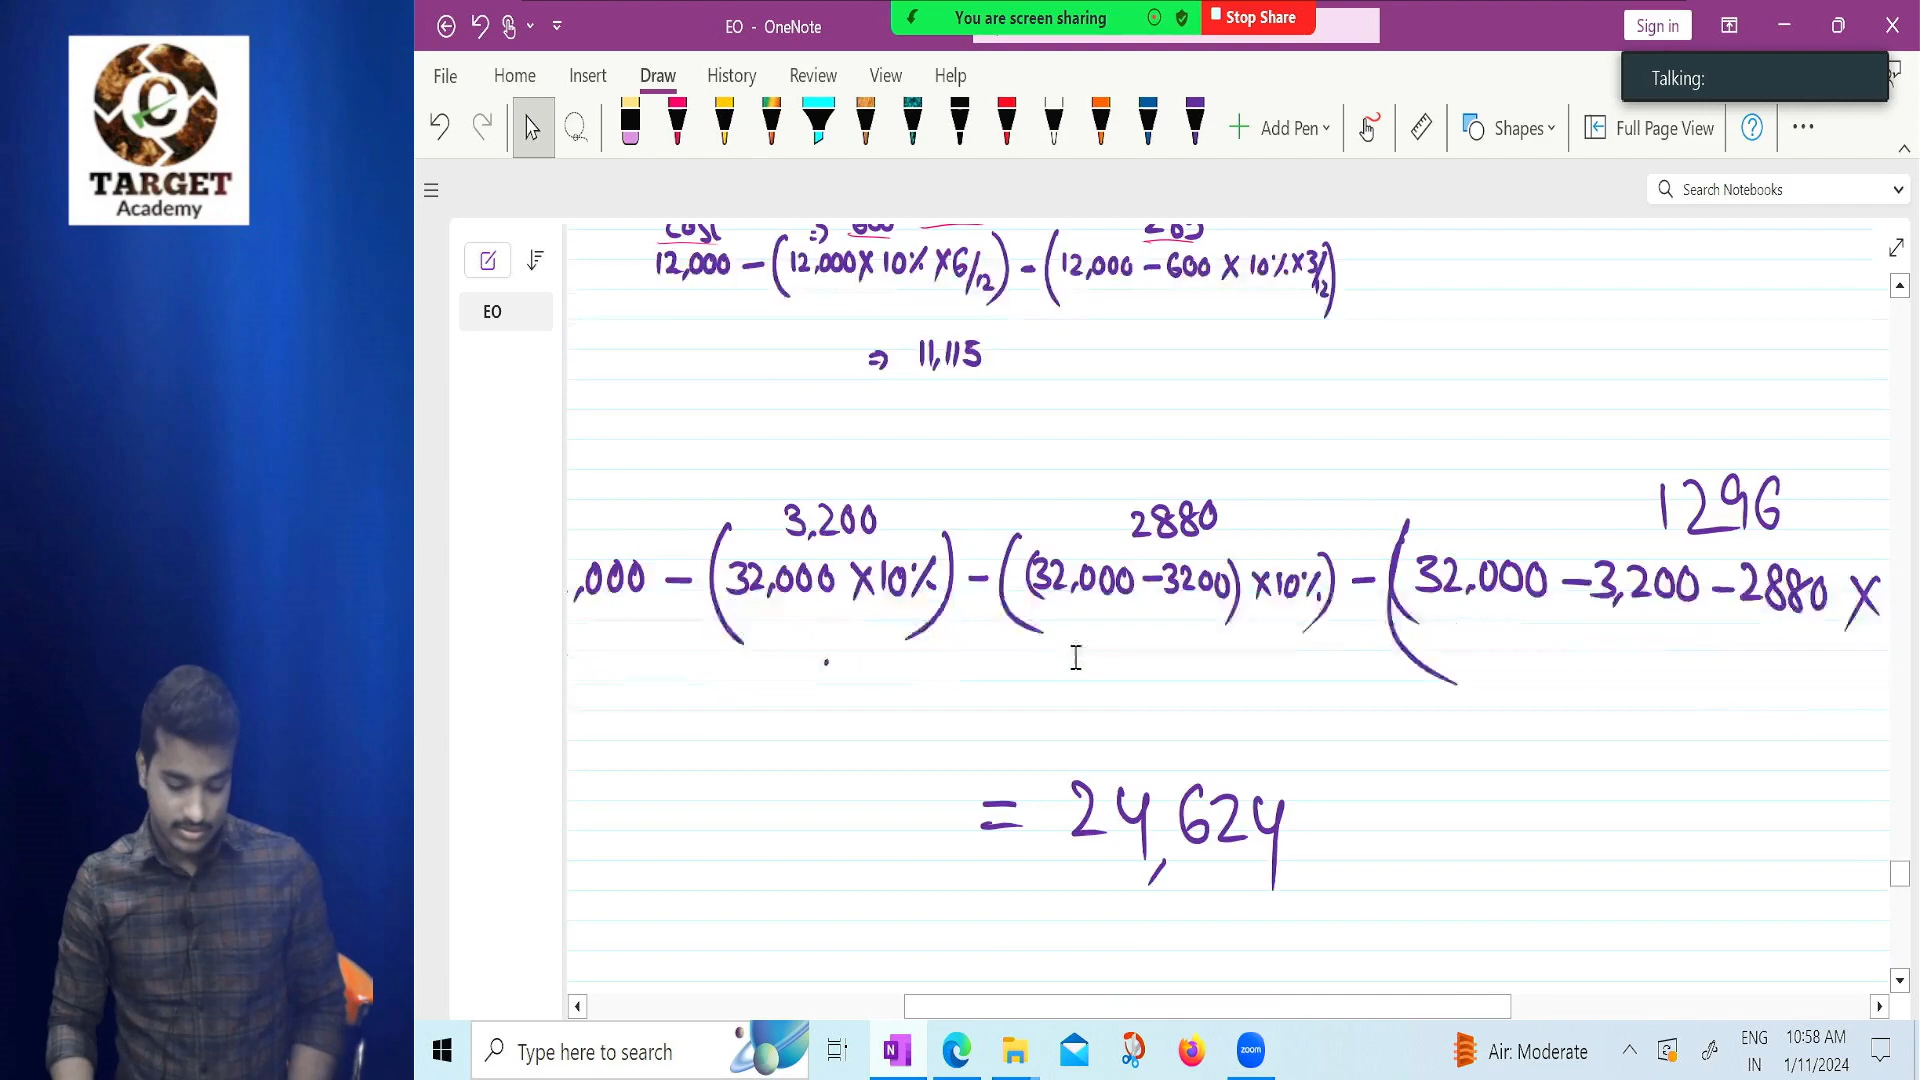 EO - OneNote
You are screen sharing
Stop Share
Sign in
Talking:
File Home Insert Draw History Review View Help
Add Pen
Shapes
Full Page View
Search Notebooks
EO
C
TARGET
Academy
12,000 – (12,000 X 10% X 6/12) – (12,000 – 600 X 10% X 3/12)
⇒ 11,115
3,200 2880 1296
,000 – (32,000 X10%) – ((32,000 –3200) X10%) – (32,000 –3,200 –2880 X
= 24,624
Type here to search
zoom
Air: Moderate
ENG
IN
10:58 AM
1/11/2024